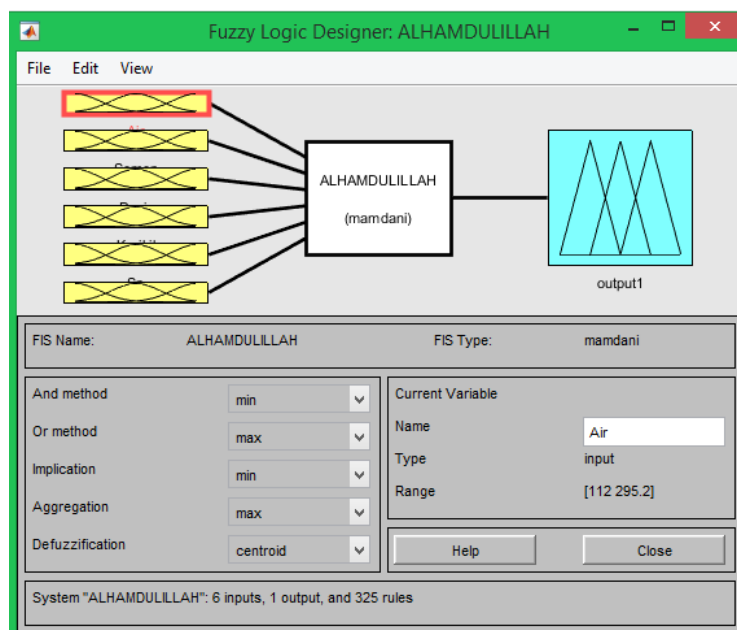 Fuzzy Logic Designer: ALHAMDULILLAH
File Edit View
ALHAMDULILLAH
(mamdani)
output1
FIS Name: ALHAMDULILLAH FIS Type: mamdani
And method min
Or method max
Implication min
Aggregation max
Defuzzification centroid
Current Variable
Name Air
Type input
Range [112 295.2]
Help Close
System "ALHAMDULILLAH": 6 inputs, 1 output, and 325 rules